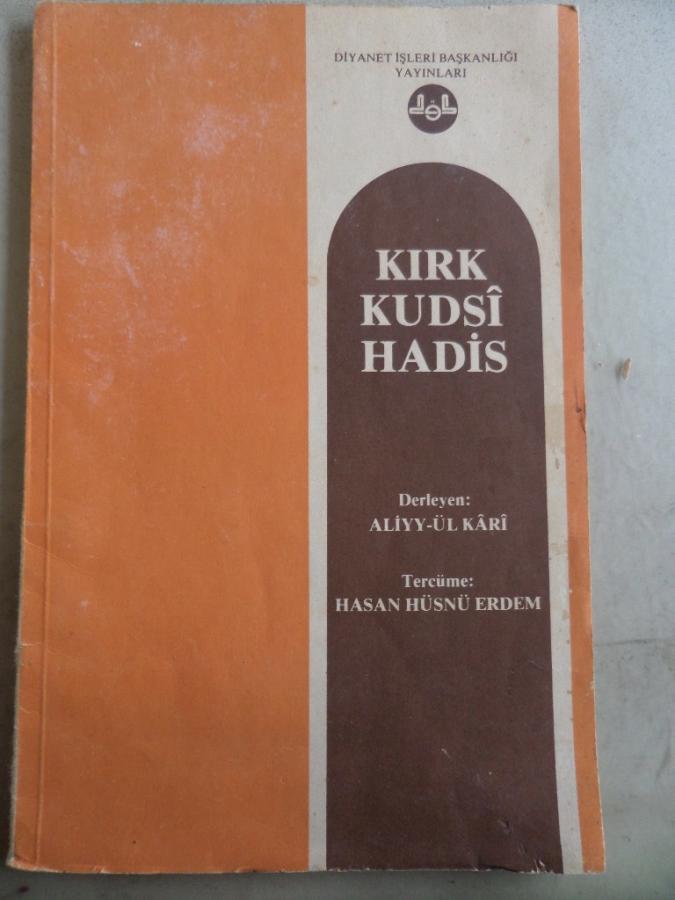 DİYANET İŞLERİ BAŞKANLIĞI
YAYINLARI
KIRK
KUDSÎ
HADİS
Derleyen:
ALİYY-ÜL KÂRÎ
Tercüme:
HASAN HÜSNÜ ERDEM